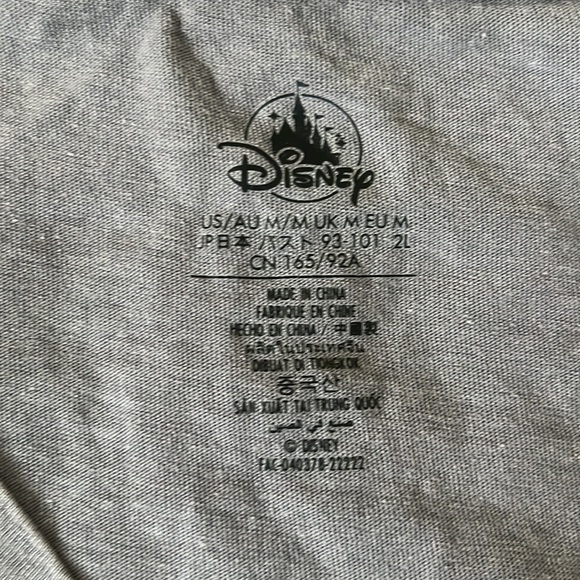 Disney
US/AU M/M UK M EU M
JP日本 バスト 93-101 2L
CN 165/92A
MADE IN CHINA
FABRIQUÉ EN CHINE
HECHO EN CHINA / 中國製
ผลิตในประเทศจีน
DIBUAT DI TIONGKOK
중국산
SẢN XUẤT TẠI TRUNG QUỐC
صنع في الصين
© DISNEY
FAC-040378-22222